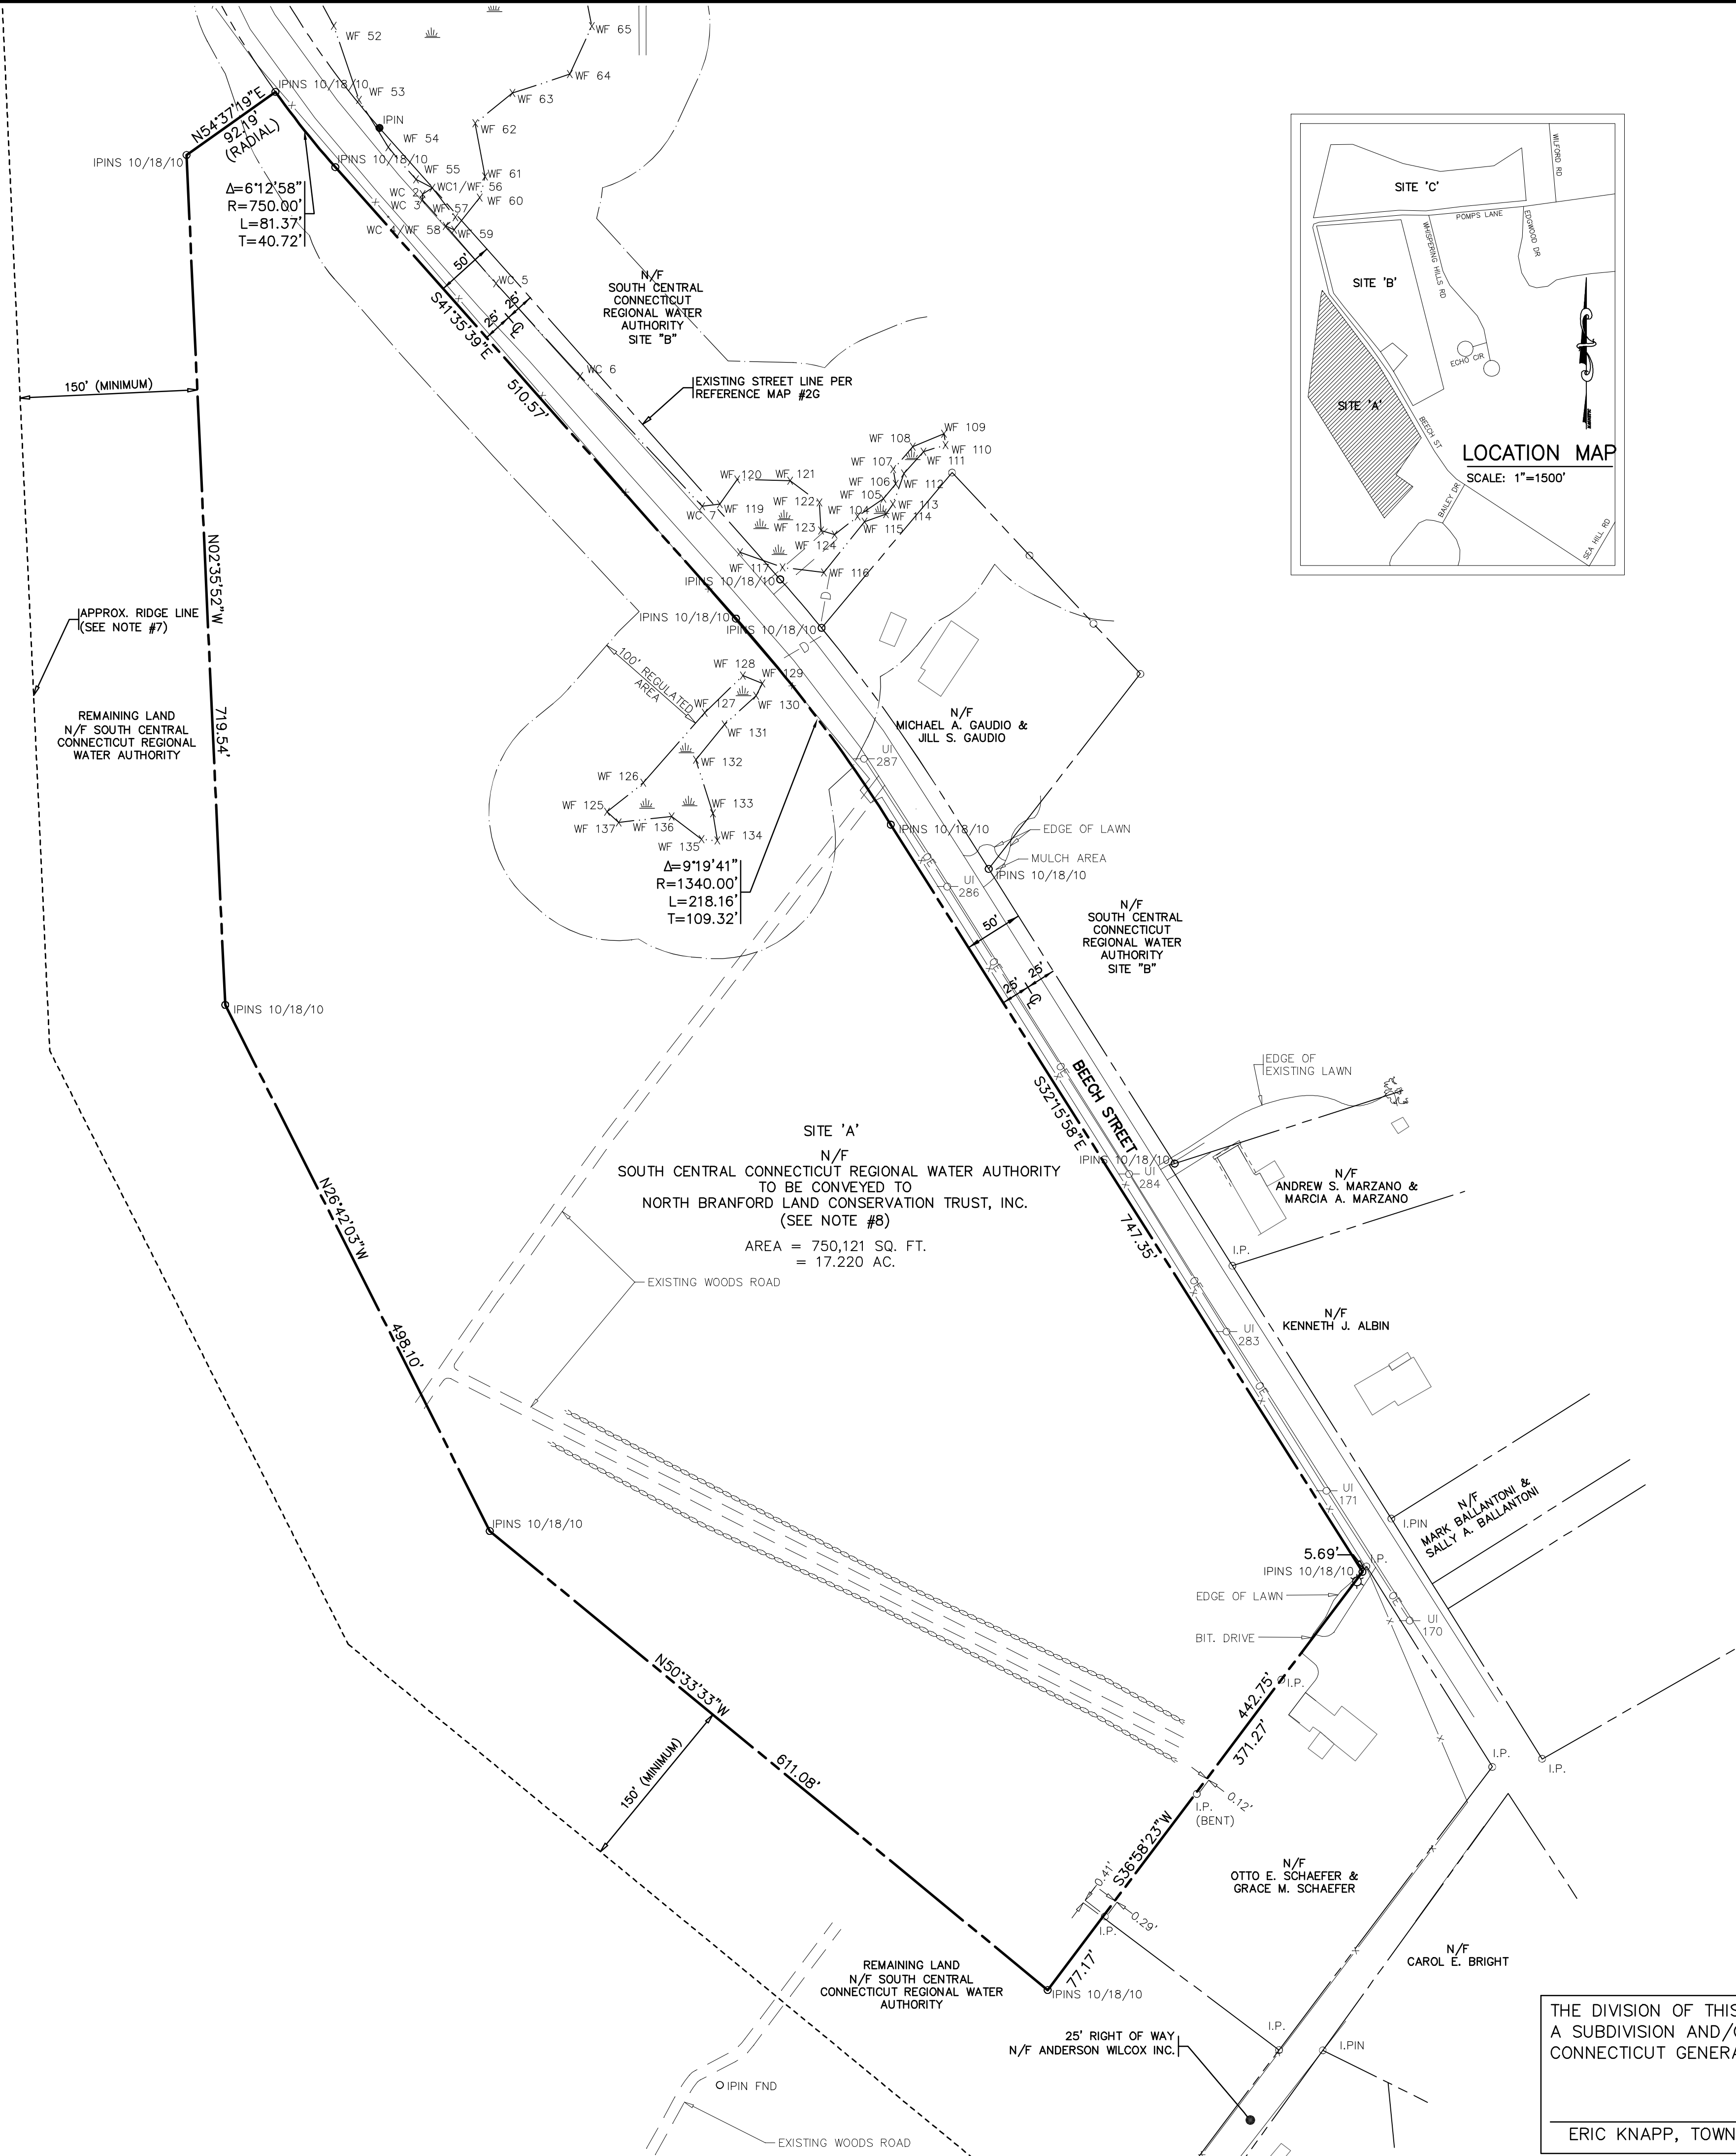 WF 52
WF 65
WF 64
WF 63
WF 53
WF 62
WF 54
WF 55
WF 61
WC1/WF 56
WF 60
WC 2
WC 3
WF 57
WC 4/WF 58
WF 59
IPIN
IPINS 10/18/10
IPINS 10/18/10
IPINS 10/18/10
N54°37'19"E
92.19'
(RADIAL)
Δ=6°12'58"
R=750.00'
L=81.37'
T=40.72'
50'
WC 5
25'
25'
℄
S41°35'39"E
510.57'
WC 6
N/F
SOUTH CENTRAL
CONNECTICUT
REGIONAL WATER
AUTHORITY
SITE "B"
EXISTING STREET LINE PER
REFERENCE MAP #2G
150' (MINIMUM)
N02°35'52"W
719.54'
APPROX. RIDGE LINE
(SEE NOTE #7)
REMAINING LAND
N/F SOUTH CENTRAL
CONNECTICUT REGIONAL
WATER AUTHORITY
WF 109
WF 108
WF 110
WF 107
WF 111
WF 120
WF 121
WF 106
WF 112
WF 105
WF 122
WC 7
WF 119
WF 104
WF 113
WF 114
WF 123
WF 115
WF 124
WF 117
WF 116
IPINS 10/18/10
IPINS 10/18/10
IPINS 10/18/10
D
D
100' REGULATED
AREA
WF 128
WF 129
WF 127
WF 130
WF 131
WF 132
WF 126
WF 125
WF 133
WF 137
WF 136
WF 135
WF 134
Δ=9°19'41"
R=1340.00'
L=218.16'
T=109.32'
N/F
MICHAEL A. GAUDIO &
JILL S. GAUDIO
UI
287
IPINS 10/18/10
EDGE OF LAWN
MULCH AREA
IPINS 10/18/10
OE
UI
286
50'
OE
25'
25'
℄
N/F
SOUTH CENTRAL
CONNECTICUT
REGIONAL WATER
AUTHORITY
SITE "B"
IPINS 10/18/10
OE
BEECH STREET
S32°15'58"E
747.35'
EDGE OF
EXISTING LAWN
IPINS 10/18/10
UI
284
N/F
ANDREW S. MARZANO &
MARCIA A. MARZANO
I.P.
SITE 'A'
N/F
SOUTH CENTRAL CONNECTICUT REGIONAL WATER AUTHORITY
TO BE CONVEYED TO
NORTH BRANFORD LAND CONSERVATION TRUST, INC.
(SEE NOTE #8)
AREA = 750,121 SQ. FT.
= 17.220 AC.
EXISTING WOODS ROAD
OE
UI
283
N/F
KENNETH J. ALBIN
OE
N26°42'03"W
498.10'
UI
171
I.PIN
N/F
MARK BALLANTONI &
SALLY A. BALLANTONI
IPINS 10/18/10
5.69'
I.P.
IPINS 10/18/10
EDGE OF LAWN
OE
UI
170
BIT. DRIVE
N50°33'33"W
611.08'
150' (MINIMUM)
I.P.
442.75'
371.27'
I.P.
I.P.
0.12'
I.P.
(BENT)
S36°58'23"W
0.41'
0.29'
I.P.
77.17'
N/F
OTTO E. SCHAEFER &
GRACE M. SCHAEFER
N/F
CAROL E. BRIGHT
REMAINING LAND
N/F SOUTH CENTRAL
CONNECTICUT REGIONAL WATER
AUTHORITY
IPINS 10/18/10
25' RIGHT OF WAY
N/F ANDERSON WILCOX INC.
I.P.
I.PIN
IPIN FND
EXISTING WOODS ROAD
SITE 'C'
WILFORD RD
POMPS LANE
EDGWOOD DR
WHISPERING HILLS RD
SITE 'B'
ECHO CIR
SITE 'A'
BEECH ST
BAILEY DR
SEA HILL RD
LOCATION MAP
SCALE: 1"=1500'
THE DIVISION OF THIS
A SUBDIVISION AND/
CONNECTICUT GENERA
ERIC KNAPP, TOWN